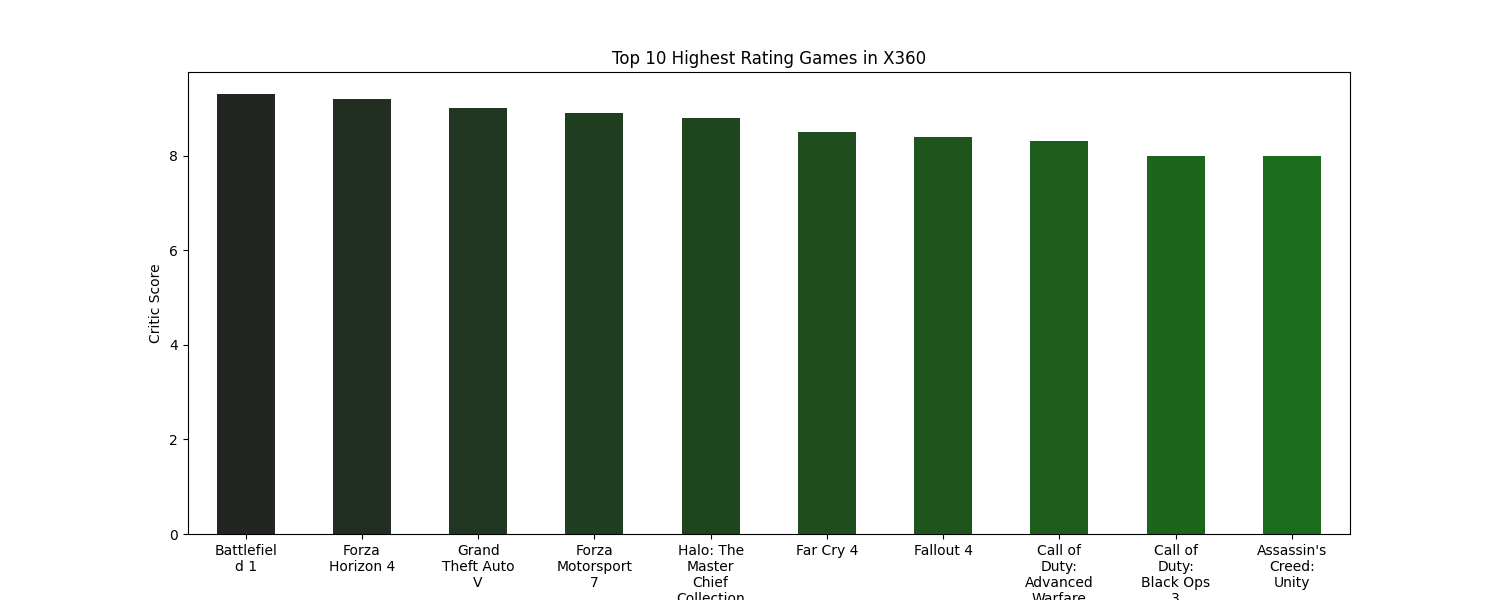 Top 10 Highest Rating Games in X360
Critic Score
8
6
4
2
0
Battlefiel
d 1
Forza
Horizon 4
Grand
Theft Auto
V
Forza
Motorsport
7
Halo: The
Master
Chief
Collection
Far Cry 4
Fallout 4
Call of
Duty:
Advanced
Warfare
Call of
Duty:
Black Ops
3
Assassin's
Creed:
Unity